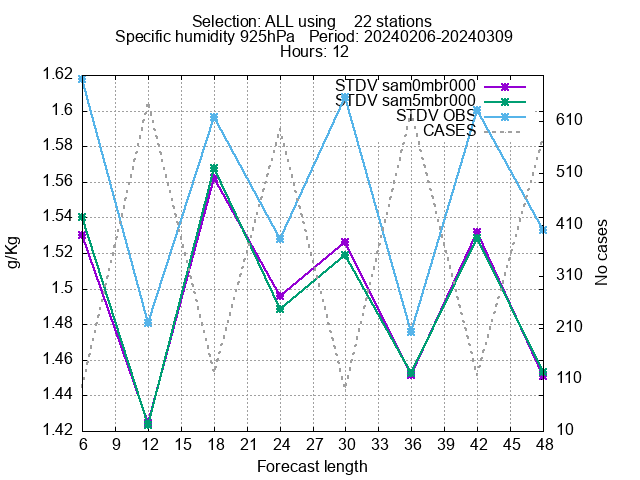 Selection: ALL using    22 stations
Specific humidity 925hPa   Period: 20240206-20240309
Hours: 12
STDV sam0mbr000
STDV sam5mbr000
STDV OBS
CASES
1.62
1.6
1.58
1.56
1.54
1.52
1.5
1.48
1.46
1.44
1.42
g/Kg
610
510
410
310
210
110
10
No cases
6 9 12 15 18 21 24 27 30 33 36 39 42 45 48
Forecast length